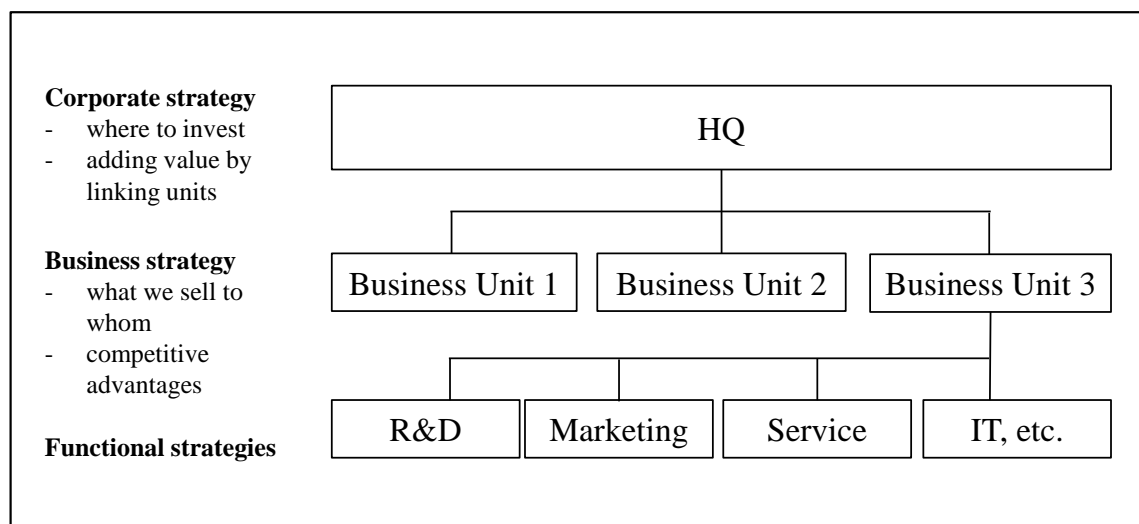 Corporate strategy
- where to invest
- adding value by
linking units
HQ
Business strategy
- what we sell to
whom
- competitive
advantages
Business Unit 1
Business Unit 2
Business Unit 3
Functional strategies
R&D
Marketing
Service
IT, etc.